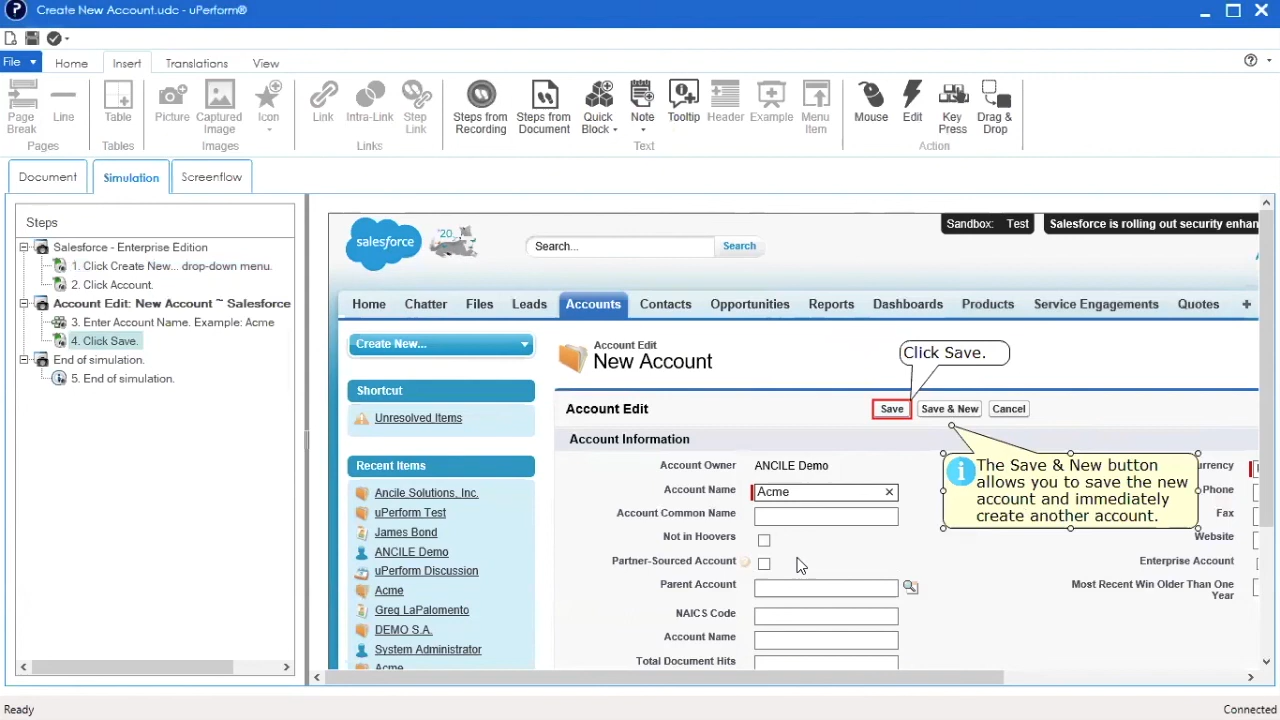 Create New Account.udc - uPerform®
File
Home
Insert
Translations
View
Page Break
Line
Table
Picture
Captured Image
Icon
Link
Intra-Link
Step Link
Steps from Recording
Steps from Document
Quick Block
Note
Tooltip
Header
Example
Menu Item
Mouse
Edit
Key Press
Drag & Drop
Pages
Tables
Images
Links
Text
Action
Document
Simulation
Screenflow
Steps
Salesforce - Enterprise Edition
1. Click Create New... drop-down menu.
2. Click Account.
Account Edit: New Account ~ Salesforce
3. Enter Account Name. Example: Acme
4. Click Save.
End of simulation.
5. End of simulation.
salesforce
'20
Search...
Search
Sandbox: Test
Salesforce is rolling out security enhan
Home
Chatter
Files
Leads
Accounts
Contacts
Opportunities
Reports
Dashboards
Products
Service Engagements
Quotes
+
Create New...
Shortcut
Unresolved Items
Recent Items
Ancile Solutions, Inc.
uPerform Test
James Bond
ANCILE Demo
uPerform Discussion
Acme
Greg LaPalomento
DEMO S.A.
System Administrator
Acme
Account Edit
New Account
Click Save.
Account Edit
Save
Save & New
Cancel
Account Information
Account Owner
ANCILE Demo
Account Name
Acme
Account Common Name
Not in Hoovers
Partner-Sourced Account
Parent Account
NAICS Code
Account Name
Total Document Hits
The Save & New button
allows you to save the new
account and immediately
create another account.
rrency
Phone
Fax
Website
Enterprise Account
Most Recent Win Older Than One
Year
Ready
Connected